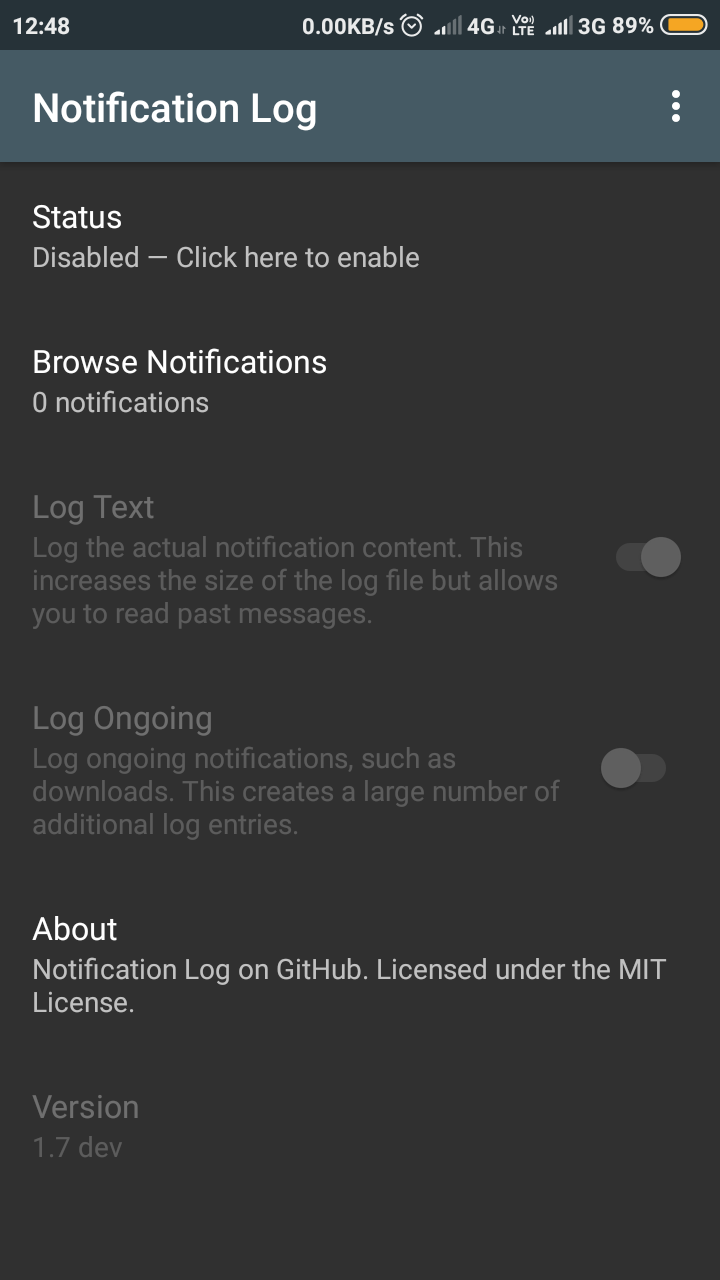 12:48 0.00KB/s 4G VoLTE 3G 89%
Notification Log
Status
Disabled — Click here to enable
Browse Notifications
0 notifications
Log Text
Log the actual notification content. This
increases the size of the log file but allows
you to read past messages.
Log Ongoing
Log ongoing notifications, such as
downloads. This creates a large number of
additional log entries.
About
Notification Log on GitHub. Licensed under the MIT
License.
Version
1.7 dev